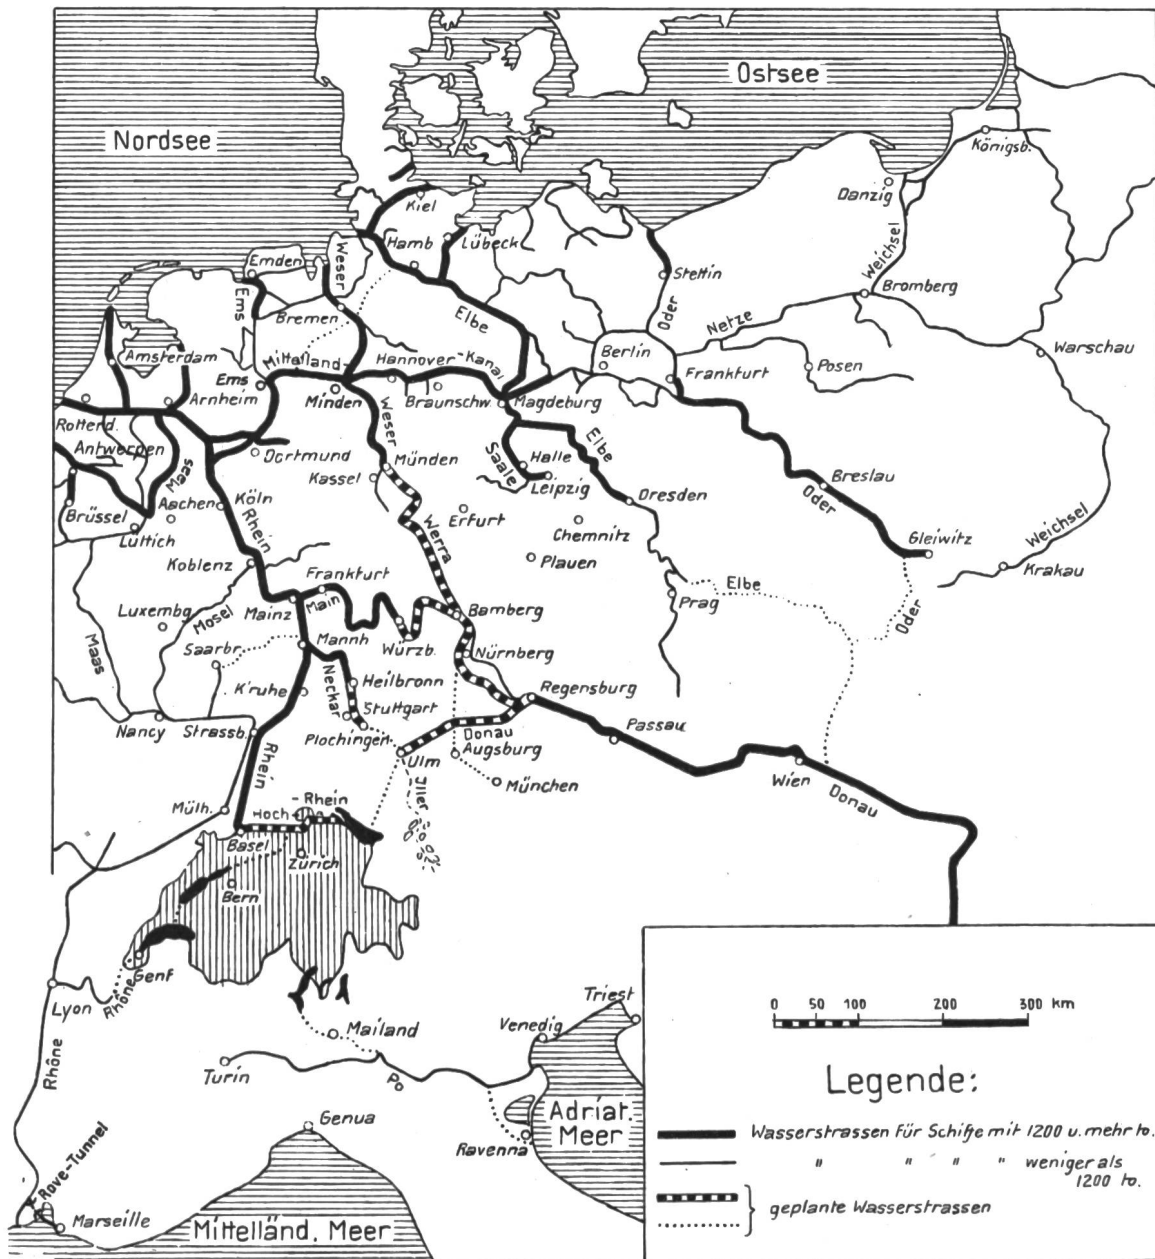 Ostsee
Nordsee
Königsb.
Danzig
Kiel
Hamb
Lübeck
Weichsel
Emden
Weser
Stettin
Ems
Bremen
Elbe
Oder
Bromberg
Netze
Amsterdam
Mittelland-
Hannover-Kanal
Berlin
Warschau
Ems
Minden
Braunschw.
Magdeburg
Frankfurt
Posen
Arnheim
Rotterd.
Antwerpen
Maas
Dortmund
Weser
Münden
Kassel
Saale
Halle
Leipzig
Elbe
Dresden
Breslau
Oder
Brüssel
Aachen
Köln
Lüttich
Rhein
Erfurt
Chemnitz
Werra
Plauen
Gleiwitz
Weichsel
Krakau
Koblenz
Frankfurt
Main
Mainz
Elbe
Prag
Oder
Luxembg.
Mosel
Bamberg
Würzb.
Maas
Saarbr.
Mannh
Nürnberg
K'ruhe
Neckar
Heilbronn
Stuttgart
Regensburg
Nancy
Strassb.
Plochingen
Donau
Augsburg
Passau
Rhein
Ulm
München
Wien
Donau
Iller
Mülh.
Hoch
-Rhein
Basel
Zürich
Bern
Genf
Rhône
Lyon
Triest
Venedig
Mailand
Turin
Po
Rhône
Genua
Adriat.
Meer
Ravenna
Rove-Tunnel
Marseille
Mittelländ. Meer
0 50 100 200 300 km
Legende:
Wasserstrassen für Schiffe mit 1200 u. mehr to.
" " " " weniger als
1200 to.
geplante Wasserstrassen